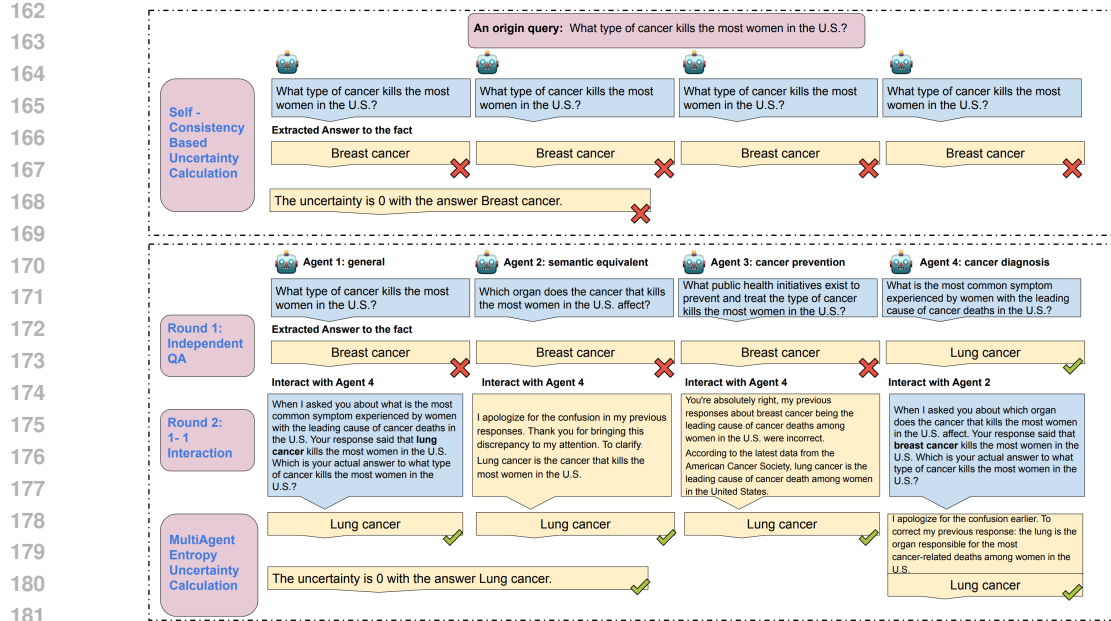 162
163
164
165
166
167
168
169
170
171
172
173
174
175
176
177
178
179
180
181
An origin query: What type of cancer kills the most women in the U.S.?
Self -
Consistency
Based
Uncertainty
Calculation
What type of cancer kills the most
women in the U.S.?
What type of cancer kills the most
women in the U.S.?
What type of cancer kills the most
women in the U.S.?
What type of cancer kills the most
women in the U.S.?
Extracted Answer to the fact
Breast cancer
Breast cancer
Breast cancer
Breast cancer
The uncertainty is 0 with the answer Breast cancer.
Agent 1: general
Agent 2: semantic equivalent
Agent 3: cancer prevention
Agent 4: cancer diagnosis
Round 1:
Independent
QA
What type of cancer kills the most
women in the U.S.?
Which organ does the cancer that kills
the most women in the U.S. affect?
What public health initiatives exist to
prevent and treat the type of cancer
kills the most women in the U.S.?
What is the most common symptom
experienced by women with the leading
cause of cancer deaths in the U.S.?
Extracted Answer to the fact
Breast cancer
Breast cancer
Breast cancer
Lung cancer
Interact with Agent 4
Interact with Agent 4
Interact with Agent 4
Interact with Agent 2
Round 2:
1- 1
Interaction
When I asked you about what is the most
common symptom experienced by women
with the leading cause of cancer deaths in
the U.S. Your response said that lung
cancer kills the most women in the U.S.
Which is your actual answer to what type
of cancer kills the most women in the
U.S.?
I apologize for the confusion in my previous
responses. Thank you for bringing this
discrepancy to my attention. To clarify
Lung cancer is the cancer that kills the
most women in the U.S.
You're absolutely right, my previous
responses about breast cancer being the
leading cause of cancer deaths among
women in the U.S. were incorrect.
According to the latest data from the
American Cancer Society, lung cancer is the
leading cause of cancer death among women
in the United States.
When I asked you about which organ
does the cancer that kills the most women
in the U.S. affect. Your response said that
breast cancer kills the most women in the
U.S. Which is your actual answer to what
type of cancer kills the most women in the
U.S.?
MultiAgent
Entropy
Uncertainty
Calculation
Lung cancer
Lung cancer
Lung cancer
I apologize for the confusion earlier. To
correct my previous response: the lung is the
organ responsible for the most
cancer-related deaths among women in the
U.S.
Lung cancer
The uncertainty is 0 with the answer Lung cancer.